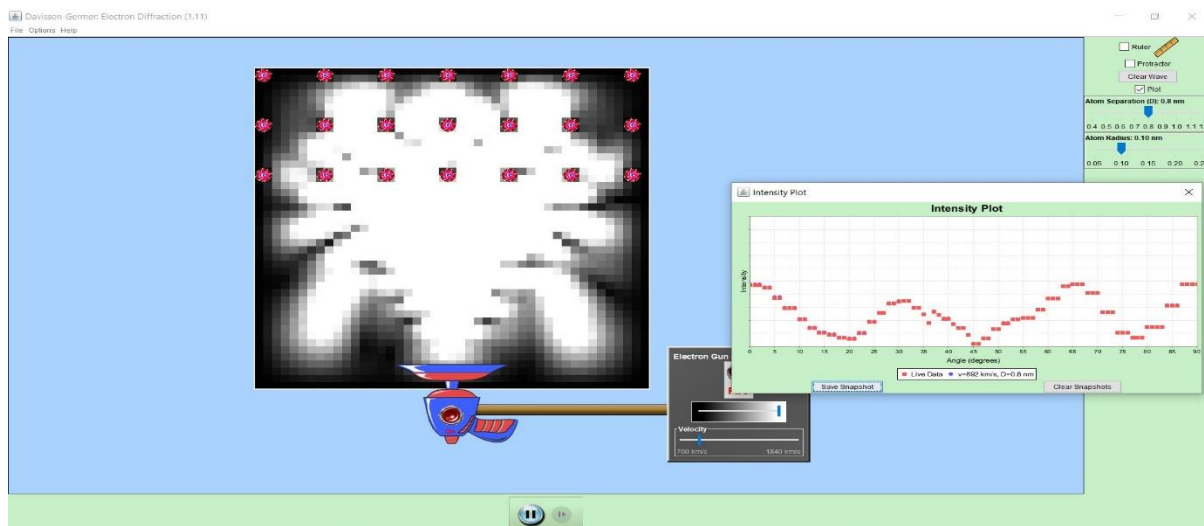 Davisson-Germer: Electron Diffraction (1.11)
File Options Help
Ruler
Protractor
Clear Wave
Plot
Atom Separation (D): 0.8 nm
0.4 0.5 0.6 0.7 0.8 0.9 1.0 1.1 1.
Atom Radius: 0.10 nm
0.05 0.10 0.15 0.20 0.2
Intensity Plot
Intensity Plot
Intensity
0 5 10 15 20 25 30 35 40 45 50 55 60 65 70 75 80 85 90
Angle (degrees)
Live Data v=892 km/s, D=0.8 nm
Save Snapshot Clear Snapshots
Electron Gun
Velocity
700 km/s 1840 km/s